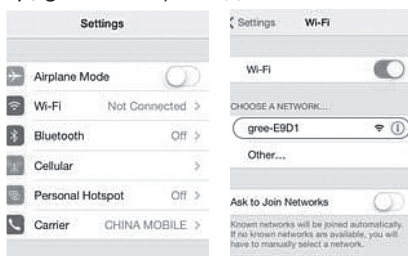 Settings
Airplane Mode
Wi-Fi Not Connected >
Bluetooth Off >
Cellular >
Personal Hotspot Off >
Carrier CHINA MOBILE >
Settings Wi-Fi
Wi-Fi
CHOOSE A NETWORK...
gree-E9D1
Other...
Ask to Join Networks
Known networks will be joined automatically.
If no known networks are available, you will
have to manually select a network.